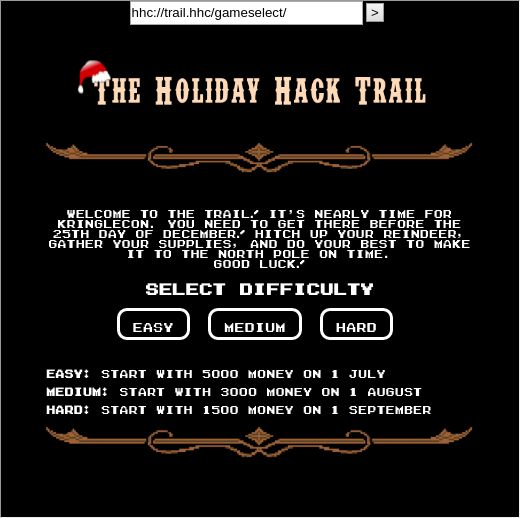 hhc://trail.hhc/gameselect/
>
The Holiday Hack Trail
WELCOME TO THE TRAIL! IT'S NEARLY TIME FOR
KRINGLECON. YOU NEED TO GET THERE BEFORE THE
25TH DAY OF DECEMBER! HITCH UP YOUR REINDEER,
GATHER YOUR SUPPLIES, AND DO YOUR BEST TO MAKE
IT TO THE NORTH POLE ON TIME.
GOOD LUCK!
SELECT DIFFICULTY
EASY MEDIUM HARD
EASY: START WITH 5000 MONEY ON 1 JULY
MEDIUM: START WITH 3000 MONEY ON 1 AUGUST
HARD: START WITH 1500 MONEY ON 1 SEPTEMBER